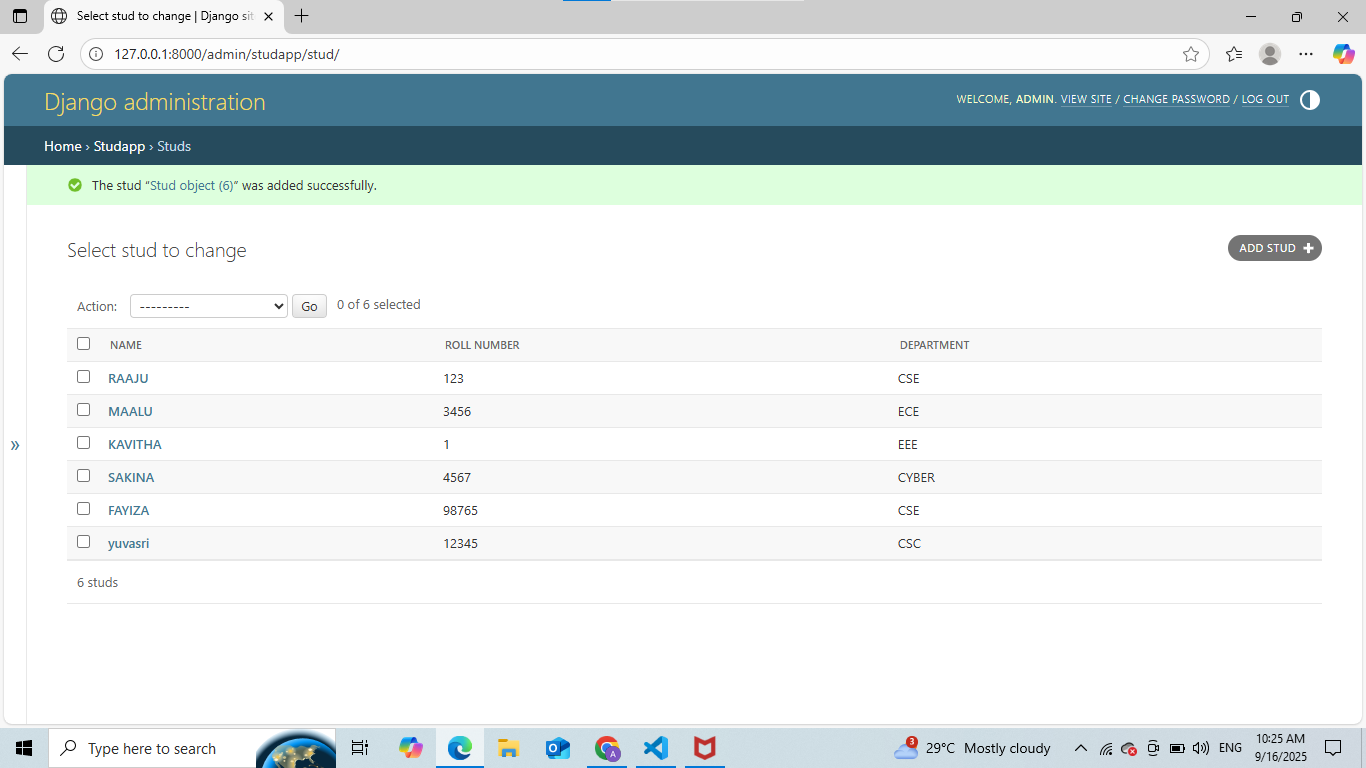 Select stud to change | Django sit
127.0.0.1:8000/admin/studapp/stud/
Django administration
WELCOME, ADMIN. VIEW SITE / CHANGE PASSWORD / LOG OUT
Home › Studapp › Studs
The stud “Stud object (6)” was added successfully.
Select stud to change
ADD STUD +
Action: --------- Go 0 of 6 selected
NAME ROLL NUMBER DEPARTMENT
RAAJU 123 CSE
MAALU 3456 ECE
KAVITHA 1 EEE
SAKINA 4567 CYBER
FAYIZA 98765 CSE
yuvasri 12345 CSC
6 studs
»
Type here to search
3
29°C Mostly cloudy
ENG
10:25 AM
9/16/2025